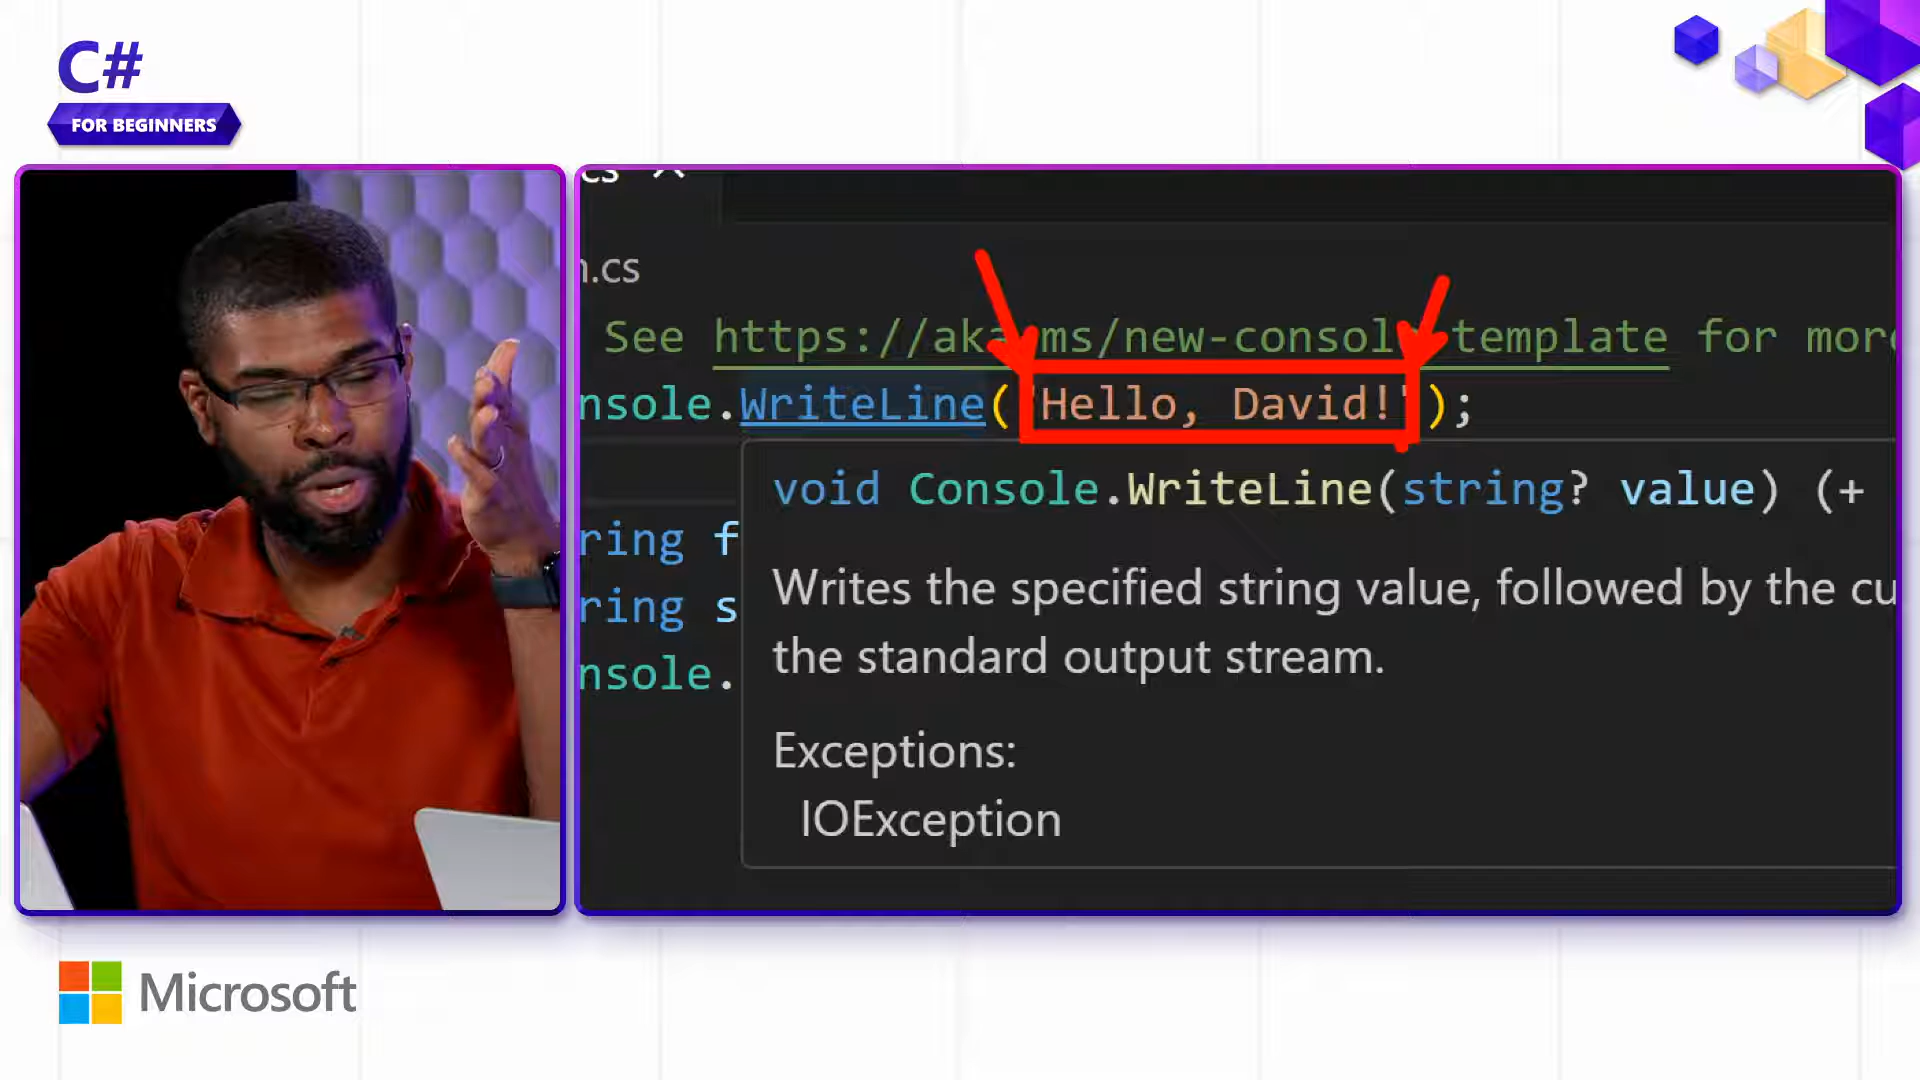 C#
FOR BEGINNERS
cs
n.cs
See https://aka.ms/new-console-template for more
nsole.WriteLine("Hello, David!");
void Console.WriteLine(string? value) (+
ring f
Writes the specified string value, followed by the cu
ring s
the standard output stream.
nsole.
Exceptions:
IOException
Microsoft